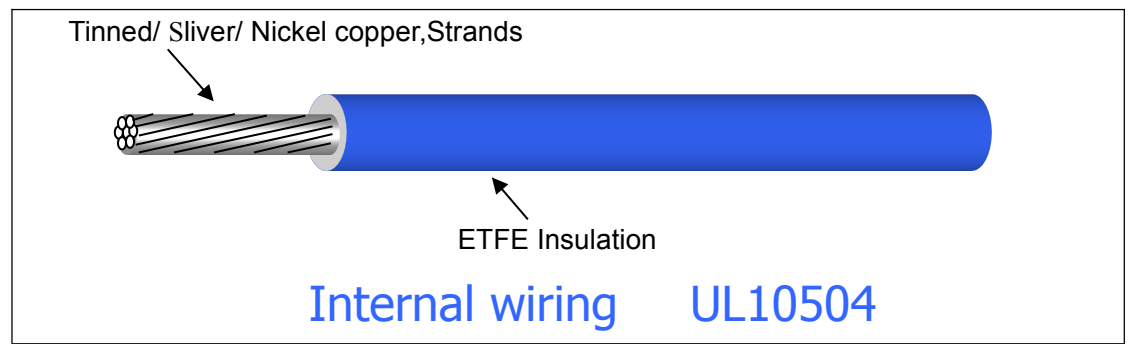 Tinned/ Sliver/ Nickel copper,Strands
ETFE Insulation
Internal wiring UL10504